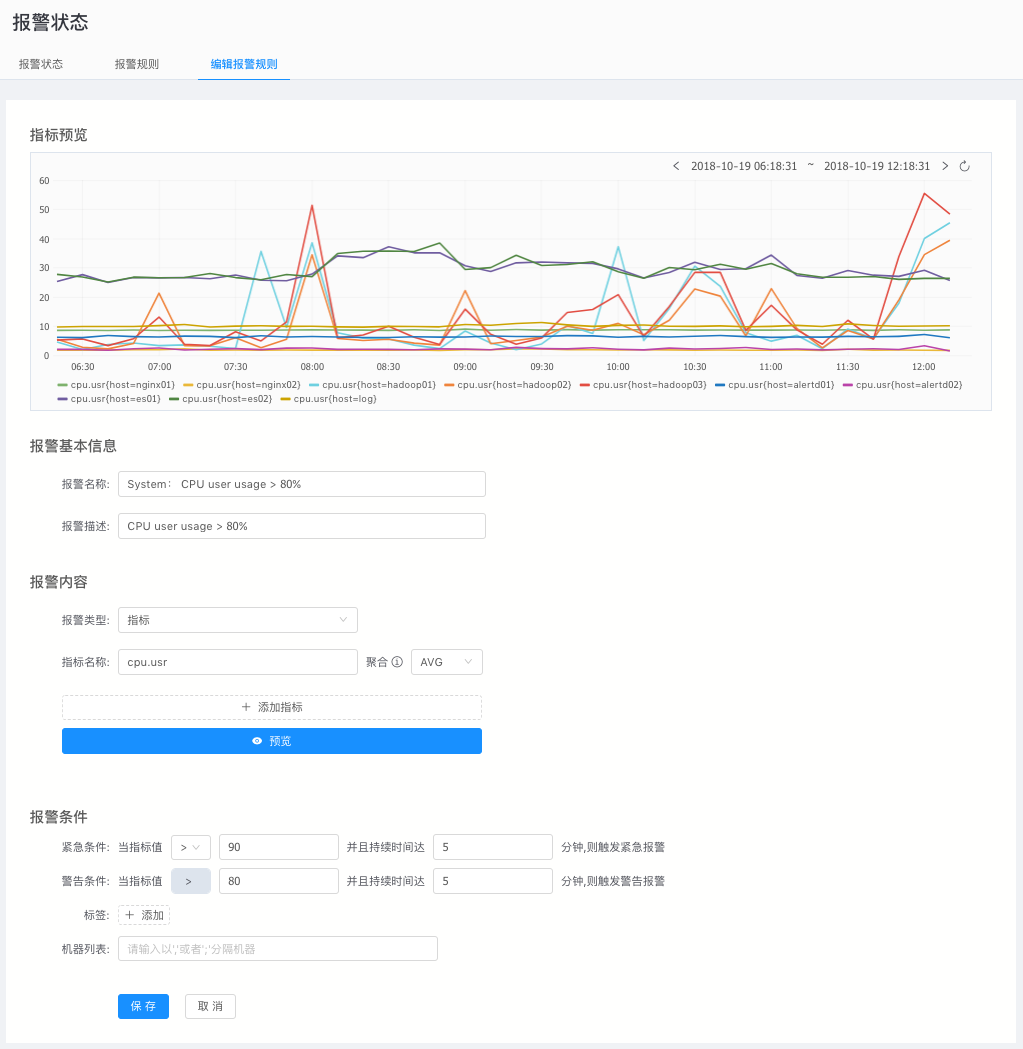 报警状态
报警状态 报警规则 编辑报警规则
指标预览
< 2018-10-19 06:18:31 ~ 2018-10-19 12:18:31 >
60
50
40
30
20
10
0
06:30 07:00 07:30 08:00 08:30 09:00 09:30 10:00 10:30 11:00 11:30 12:00
cpu.usr{host=nginx01} cpu.usr{host=nginx02} cpu.usr{host=hadoop01} cpu.usr{host=hadoop02} cpu.usr{host=hadoop03} cpu.usr{host=alertd01} cpu.usr{host=alertd02}
cpu.usr{host=es01} cpu.usr{host=es02} cpu.usr{host=log}
报警基本信息
报警名称: System： CPU user usage > 80%
报警描述: CPU user usage > 80%
报警内容
报警类型: 指标
指标名称: cpu.usr 聚合 AVG
+ 添加指标
预览
报警条件
紧急条件: 当指标值 > 90 并且持续时间达 5 分钟,则触发紧急报警
警告条件: 当指标值 > 80 并且持续时间达 5 分钟,则触发警告报警
标签: + 添加
机器列表: 请输入以','或者';'分隔机器
保 存 取 消